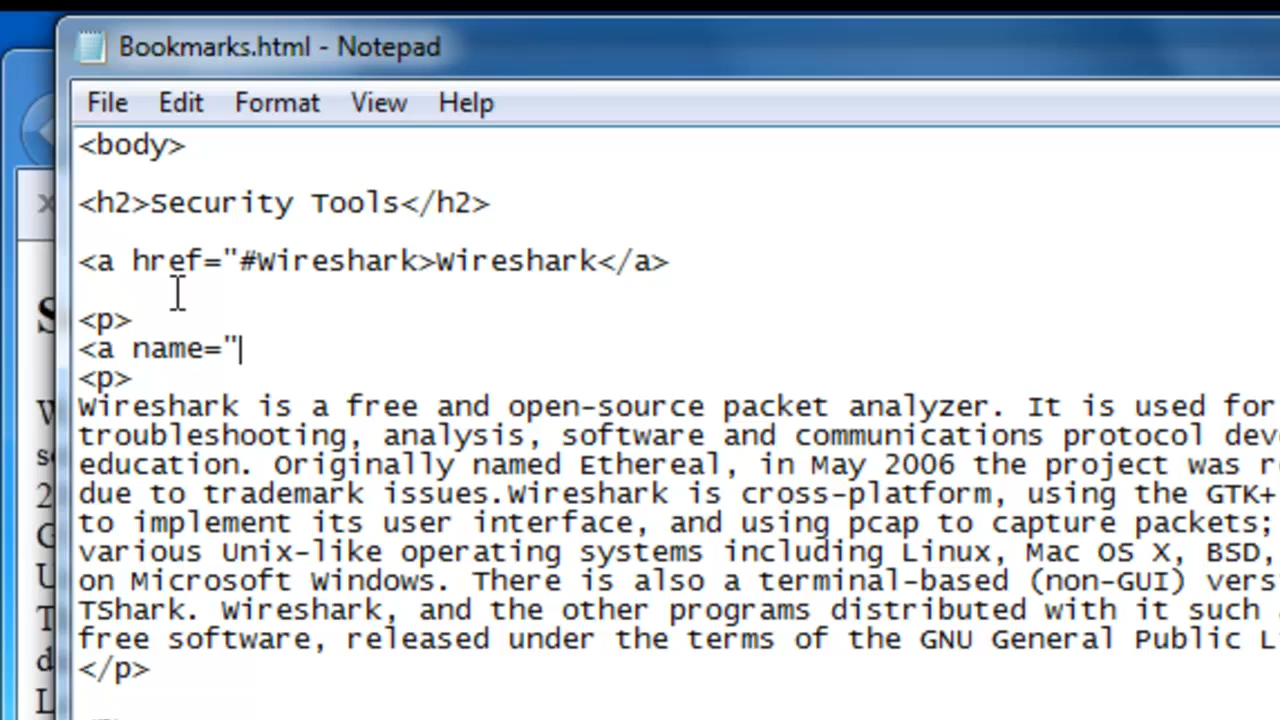 Bookmarks.html - Notepad
File Edit Format View Help
<body>
<h2>Security Tools</h2>
<a href="#Wireshark>Wireshark</a>
<p>
<a name="
<p>
Wireshark is a free and open-source packet analyzer. It is used for
troubleshooting, analysis, software and communications protocol
education. Originally named Ethereal, in May 2006 the project was
due to trademark issues.Wireshark is cross-platform, using the GTK+
to implement its user interface, and using pcap to capture packets;
various Unix-like operating systems including Linux, Mac OS X, BSD,
on Microsoft Windows. There is also a terminal-based (non-GUI)
TShark. Wireshark, and the other programs distributed with it such
free software, released under the terms of the GNU General Public
</p>